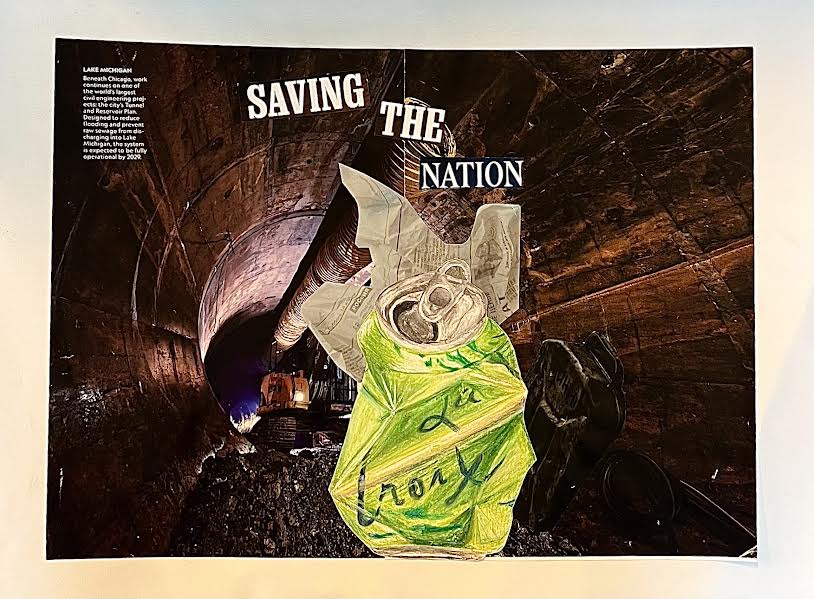 LAKE MICHIGAN
Beneath Chicago, work
continues on one of
the world's largest
civil engineering proj-
ects: the city's Tunnel
and Reservoir Plan.
Designed to reduce
flooding and prevent
raw sewage from dis-
charging into Lake
Michigan, the system
is expected to be fully
operational by 2029.
SAVING
THE
NATION
La
Croix